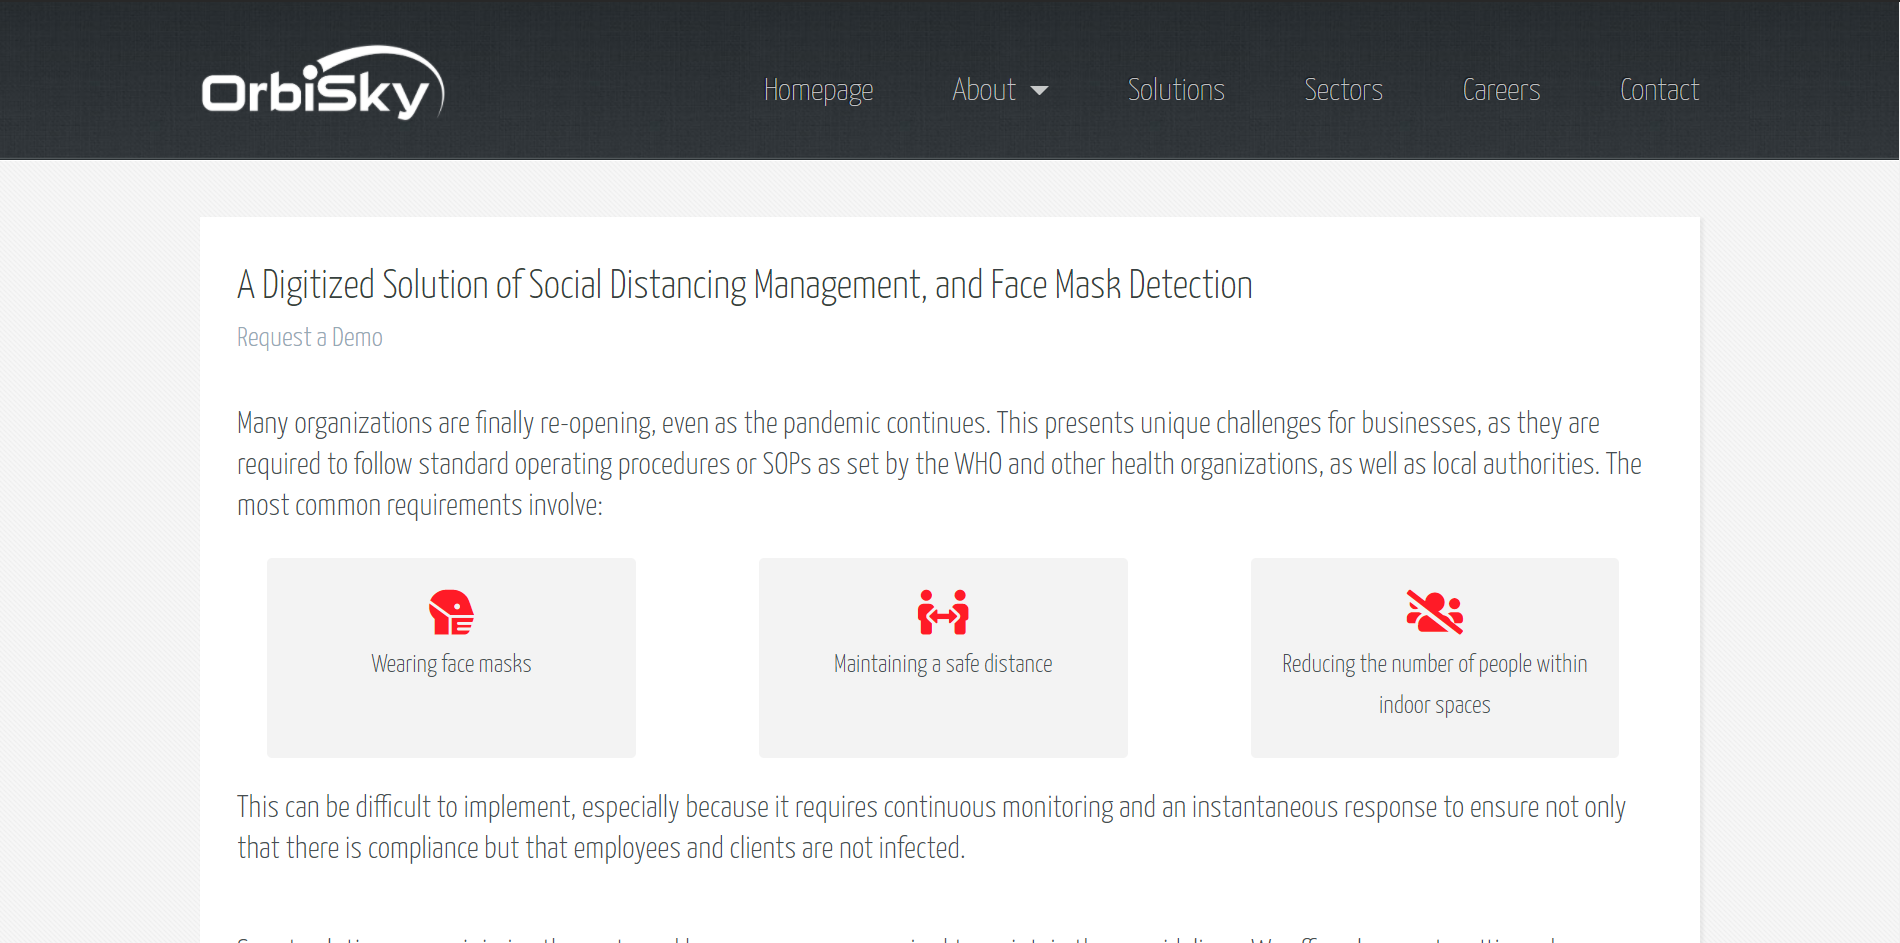 OrbiSky
Homepage
About
Solutions
Sectors
Careers
Contact
A Digitized Solution of Social Distancing Management, and Face Mask Detection
Request a Demo
Many organizations are finally re-opening, even as the pandemic continues. This presents unique challenges for businesses, as they are
required to follow standard operating procedures or SOPs as set by the WHO and other health organizations, as well as local authorities. The
most common requirements involve:
Wearing face masks
Maintaining a safe distance
Reducing the number of people within
indoor spaces
This can be difficult to implement, especially because it requires continuous monitoring and an instantaneous response to ensure not only
that there is compliance but that employees and clients are not infected.